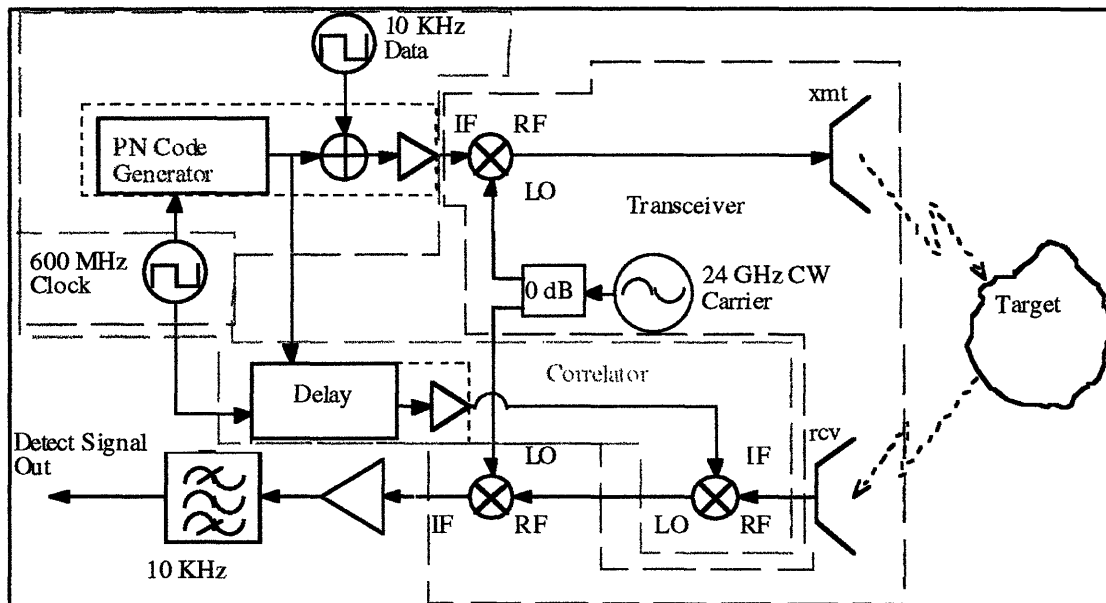 10 KHz
Data
xmt
IF
RF
PN Code
Generator
LO
Transceiver
600 MHz
Clock
0 dB
24 GHz CW
Carrier
Target
Correlator
Delay
Detect Signal
Out
LO
rcv
IF
IF
RF
LO
RF
10 KHz